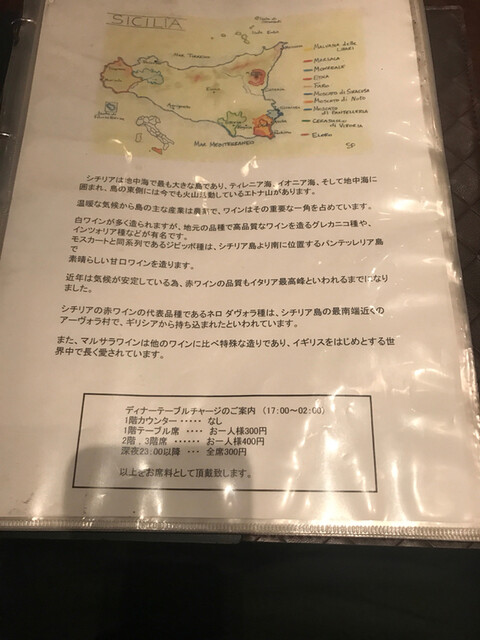 SICILIA
MAR TIRRENO
MALVASIA DELLE
LIPARI
MARSALA
MONREALE
ETNA
FARO
MOSCATO DI SIRACUSA
MOSCATO DI NOTO
MOSCATO DI
PANTELLERIA
CERASUOLO
DI VITTORIA
ELORO
MAR MEDITERRANEO
SP
シチリアは地中海で最も大きな島であり、ティレニア海、イオニア海、そして地中海に
囲まれ、島の東側には今でも火山活動しているエトナ山があります。
温暖な気候から島の主な産業は農耕で、ワインはその重要な一角を占めています。
白ワインが多く造られますが、地元の品種で高品質なワインを造るグレカニコ種や、
インツォリア種などが有名です。
モスカートと同系列であるジビッボ種は、シチリア島より南に位置するパンテッレリア島
で
素晴らしい甘口ワインを造ります。
近年は気候が安定している為、赤ワインの品質もイタリア最高峰といわれるまでになり
ました。
シチリアの赤ワインの代表品種であるネロ ダヴォラ種は、シチリア島の最南端近くの
アーヴォラ村で、ギリシアから持ち込まれたといわれています。
また、マルサラワインは他のワインに比べ特殊な造りであり、イギリスをはじめとする世
界中で長く愛されています。
ディナーテーブルチャージのご案内 （17:00～02:00）
1階カウンター ・・・・・ なし
1階テーブル席 ・・・・ お一人様300円
2階 、3階席 ・・・・・・ お一人様400円
深夜23:00以降 ・・・ 全席300円
以上をお席料として頂戴致します。